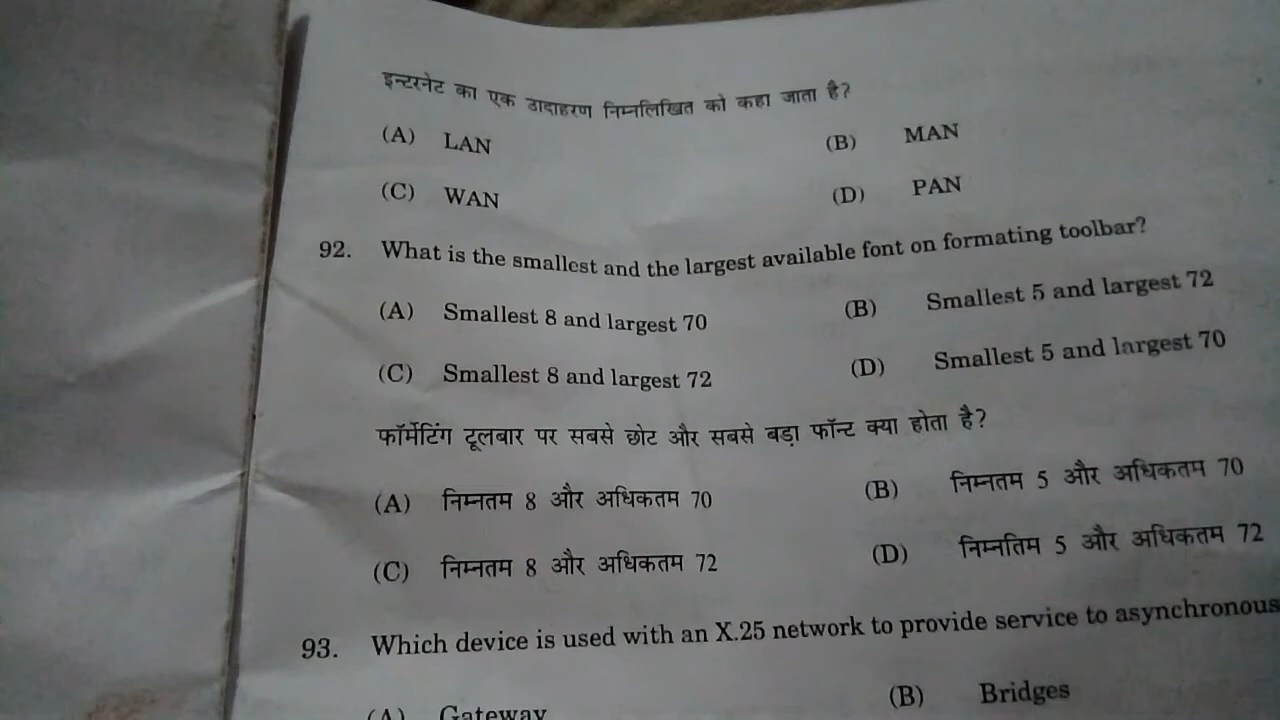 इन्टरनेट का एक उादाहरण निम्नलिखित को कहा जाता है?
(A) LAN (B) MAN
(C) WAN (D) PAN
92. What is the smallest and the largest available font on formating toolbar?
(A) Smallest 8 and largest 70 (B) Smallest 5 and largest 72
(C) Smallest 8 and largest 72 (D) Smallest 5 and largest 70
फॉर्मेटिंग टूलबार पर सबसे छोट और सबसे बड़ा फॉन्ट क्या होता है?
(A) निम्नतम 8 और अधिकतम 70 (B) निम्नतम 5 और अधिकतम 70
(C) निम्नतम 8 और अधिकतम 72 (D) निम्नतिम 5 और अधिकतम 72
93. Which device is used with an X.25 network to provide service to asynchronous
(A) Gateway (B) Bridges